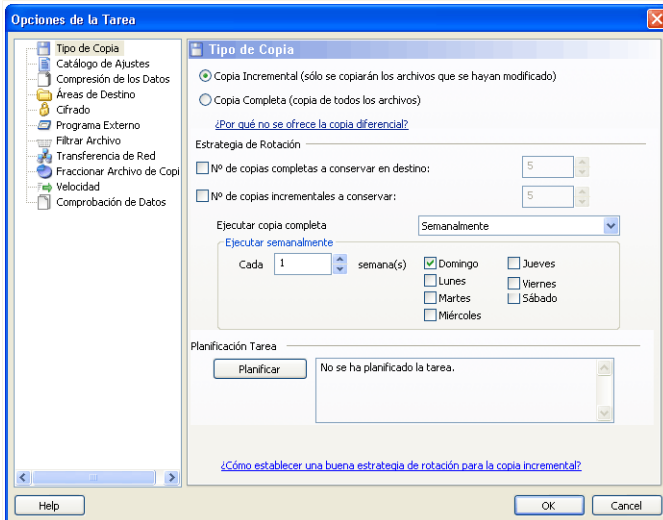 Opciones de la Tarea
Tipo de Copia
Catálogo de Ajustes
Compresión de los Datos
Áreas de Destino
Cifrado
Programa Externo
Filtrar Archivo
Transferencia de Red
Fraccionar Archivo de Copi
Velocidad
Comprobación de Datos
Tipo de Copia
Copia Incremental (sólo se copiarán los archivos que se hayan modificado)
Copia Completa (copia de todos los archivos)
¿Por qué no se ofrece la copia diferencial?
Estrategia de Rotación
Nº de copias completas a conservar en destino: 5
Nº de copias incrementales a conservar: 5
Ejecutar copia completa Semanalmente
Ejecutar semanalmente
Cada 1 semana(s) Domingo Jueves
Lunes Viernes
Martes Sábado
Miércoles
Planificación Tarea
Planificar No se ha planificado la tarea.
¿Cómo establecer una buena estrategia de rotación para la copia incremental?
Help OK Cancel